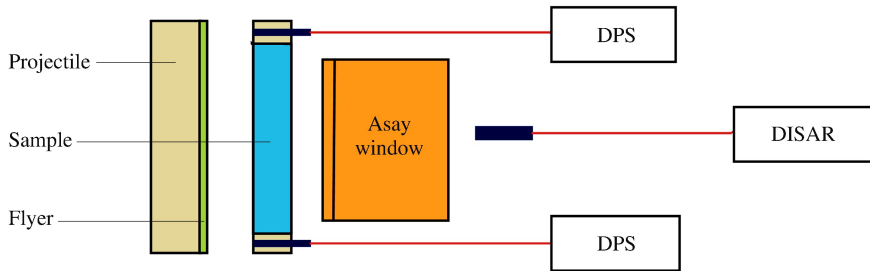 DPS
Projectile
Asay
window
Sample
DISAR
Flyer
DPS